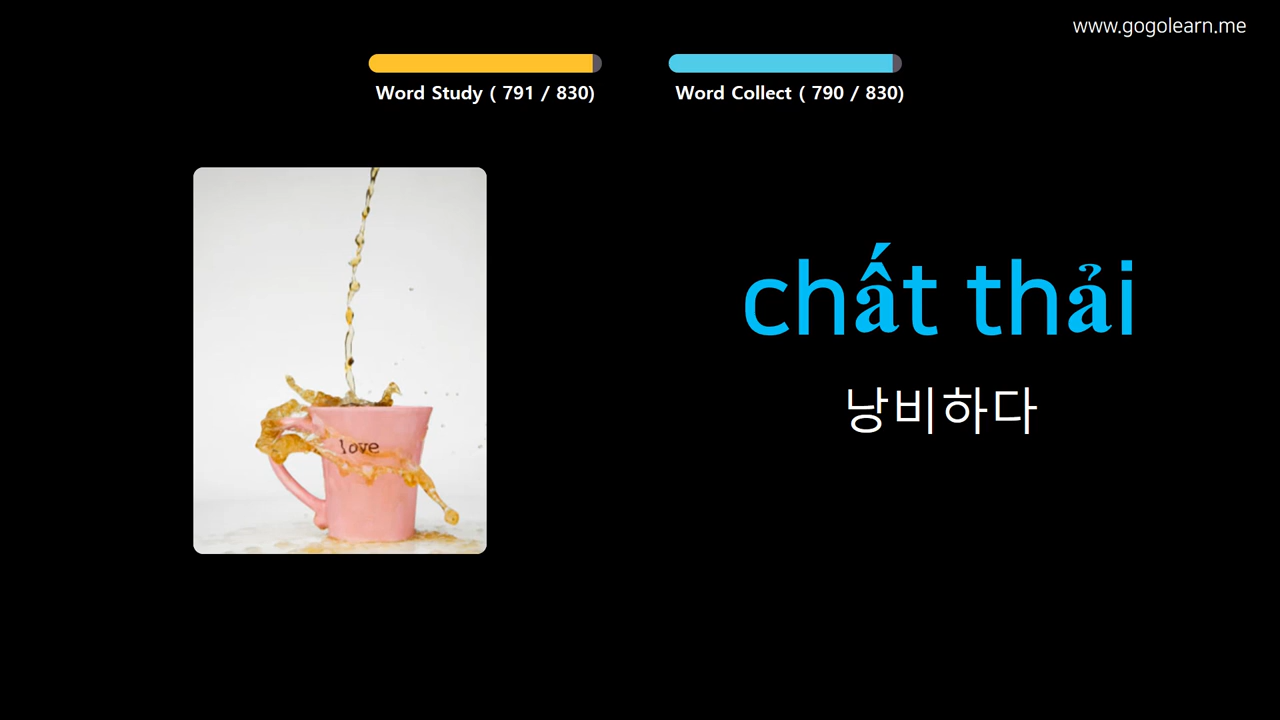 www.gogolearn.me
Word Study ( 791 / 830)
Word Collect ( 790 / 830)
love
chất thải
낭비하다